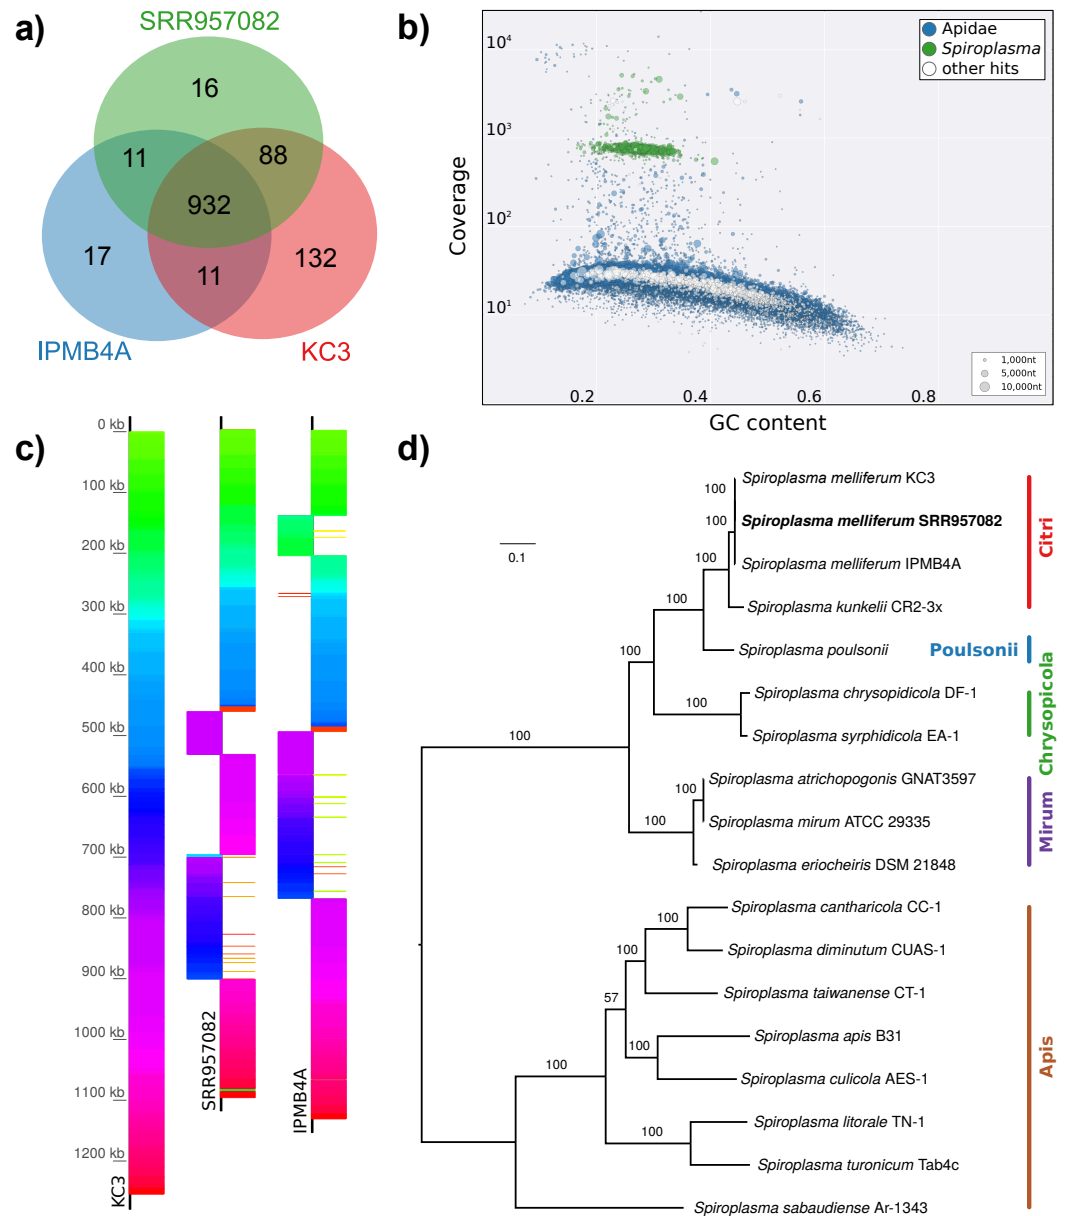 a)
SRR957082
16
11
88
932
17
132
11
IPMB4A
KC3
b)
Coverage
10⁴
10³
10²
10¹
Apidae
Spiroplasma
other hits
1,000nt
5,000nt
10,000nt
0.2
0.4
0.6
0.8
GC content
c)
0 kb
100 kb
200 kb
300 kb
400 kb
500 kb
600 kb
700 kb
800 kb
900 kb
1000 kb
1100 kb
1200 kb
KC3
SRR957082
IPMB4A
d)
0.1
Spiroplasma melliferum KC3
100
Spiroplasma melliferum SRR957082
100
Spiroplasma melliferum IPMB4A
100
Spiroplasma kunkelii CR2-3x
100
Spiroplasma poulsonii
100
Spiroplasma chrysopidicola DF-1
100
Spiroplasma syrphidicola EA-1
100
Spiroplasma atrichopogonis GNAT3597
100
Spiroplasma mirum ATCC 29335
100
Spiroplasma eriocheiris DSM 21848
Spiroplasma cantharicola CC-1
100
Spiroplasma diminutum CUAS-1
100
Spiroplasma taiwanense CT-1
57
Spiroplasma apis B31
100
Spiroplasma culicola AES-1
100
Spiroplasma litorale TN-1
100
Spiroplasma turonicum Tab4c
Spiroplasma sabaudiense Ar-1343
Citri
Poulsonii
Chrysopicola
Mirum
Apis